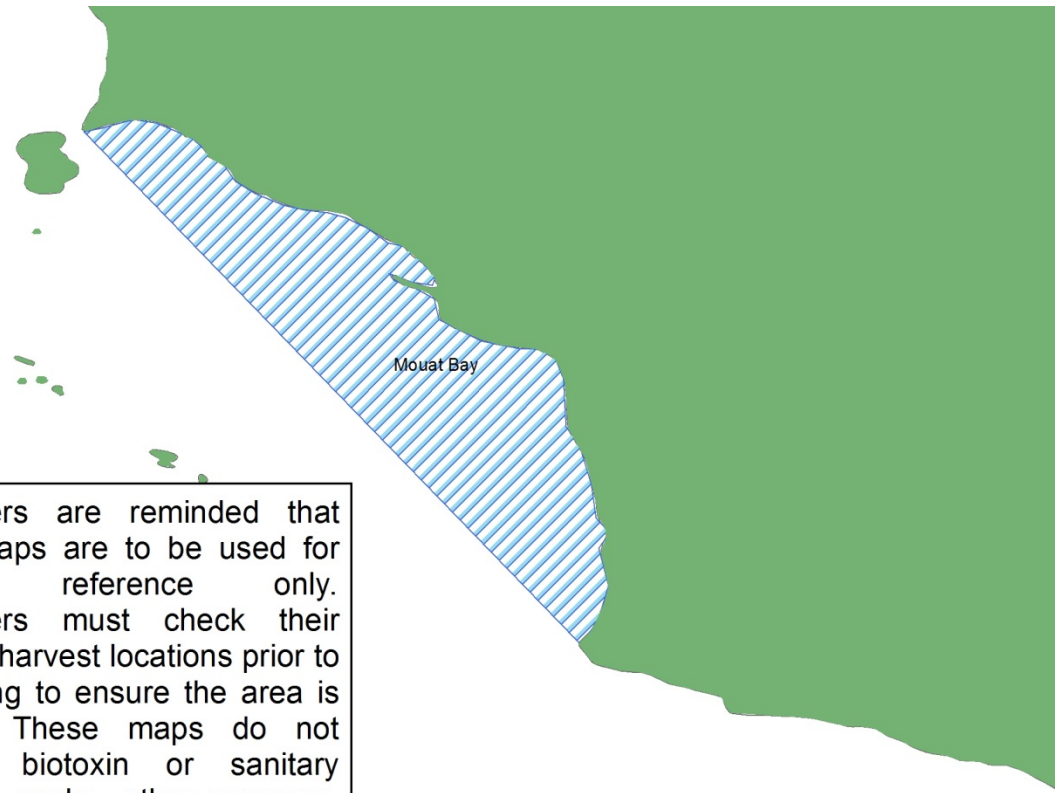 Mouat Bay
ers are reminded that
aps are to be used for
reference only.
ers must check their
harvest locations prior to
ng to ensure the area is
These maps do not
biotoxin or sanitary